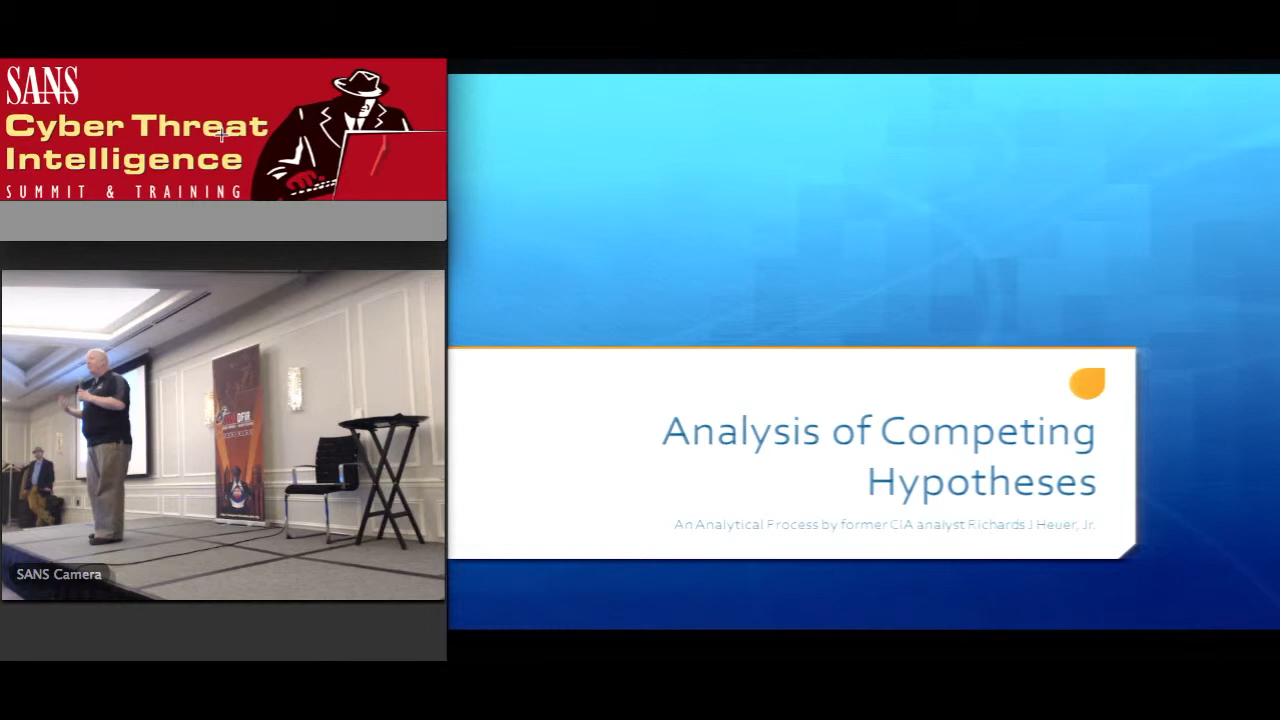 SANS
Cyber Threat
Intelligence
SUMMIT & TRAINING
DFIR
SANS Camera
Analysis of Competing
Hypotheses
An Analytical Process by former CIA analyst Richards J Heuer, Jr.